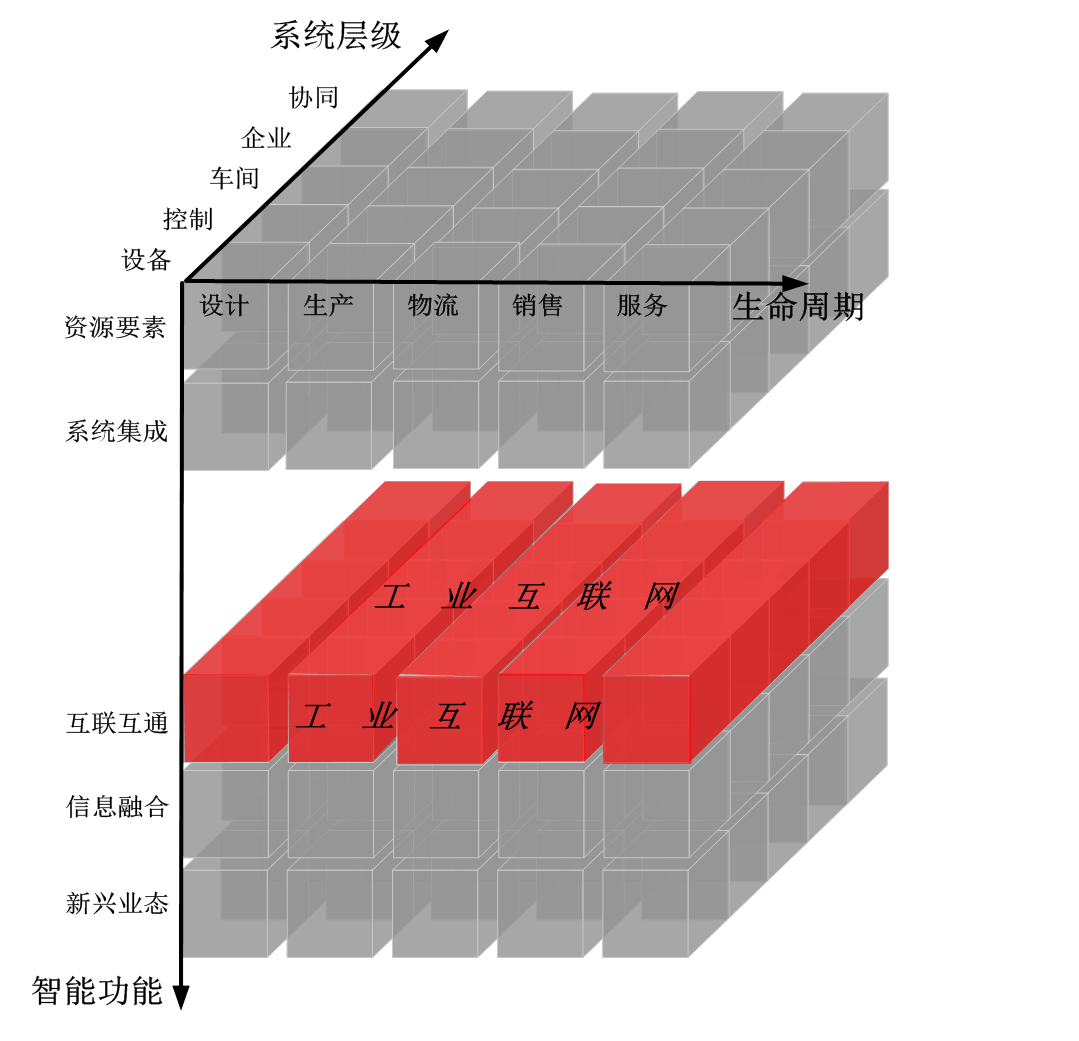 系统层级
协同
企业
车间
控制
设备
设计 生产 物流 销售 服务 生命周期
资源要素
系统集成
工业互联网
工业互联网
互联互通
信息融合
新兴业态
智能功能